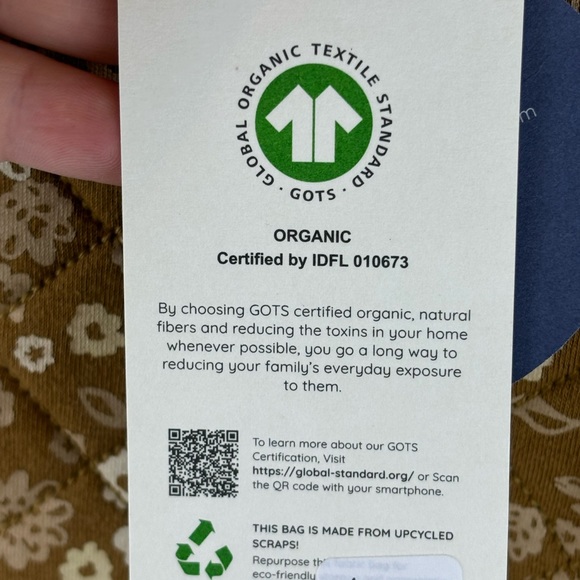 GLOBAL ORGANIC TEXTILE STANDARD · GOTS ·
ORGANIC
Certified by IDFL 010673
By choosing GOTS certified organic, natural
fibers and reducing the toxins in your home
whenever possible, you go a long way to
reducing your family's everyday exposure
to them.
To learn more about our GOTS
Certification, Visit
https://global-standard.org/ or Scan
the QR code with your smartphone.
THIS BAG IS MADE FROM UPCYCLED
SCRAPS!
Repurpose
eco-friendly